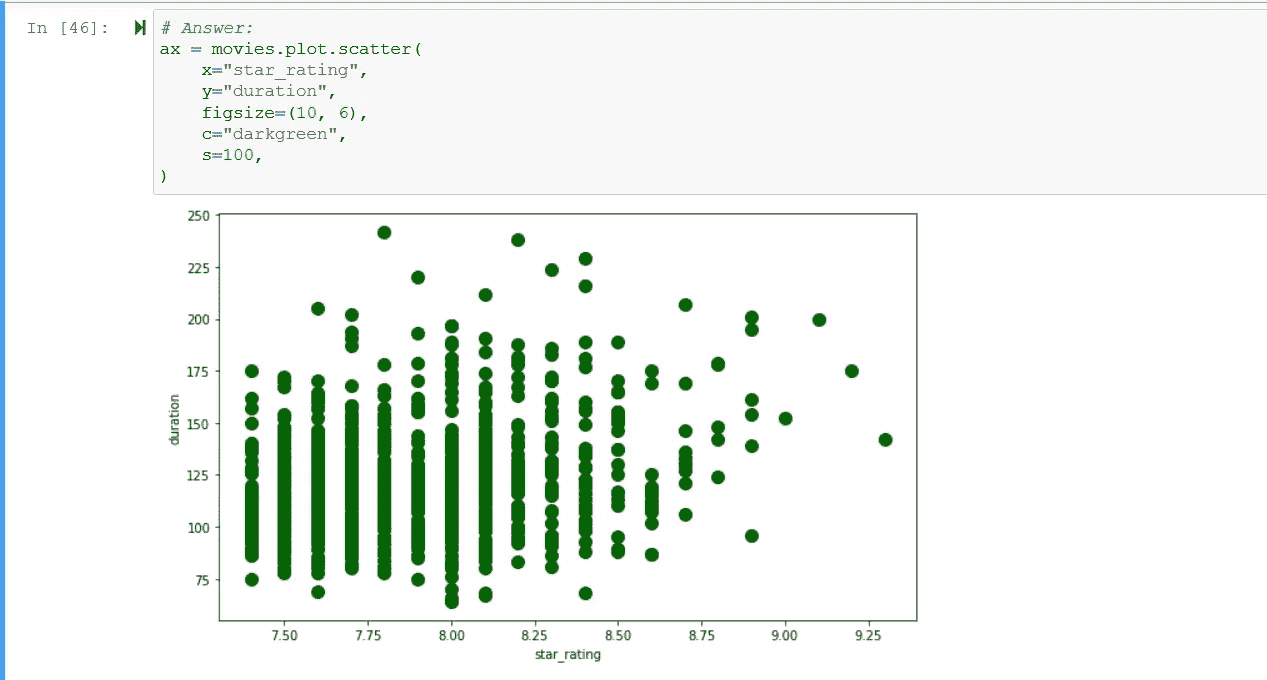 In [46]:
# Answer:
ax = movies.plot.scatter(
    x="star_rating",
    y="duration",
    figsize=(10, 6),
    c="darkgreen",
    s=100,
)
250
225
200
175
150
125
100
75
duration
7.50 7.75 8.00 8.25 8.50 8.75 9.00 9.25
star_rating